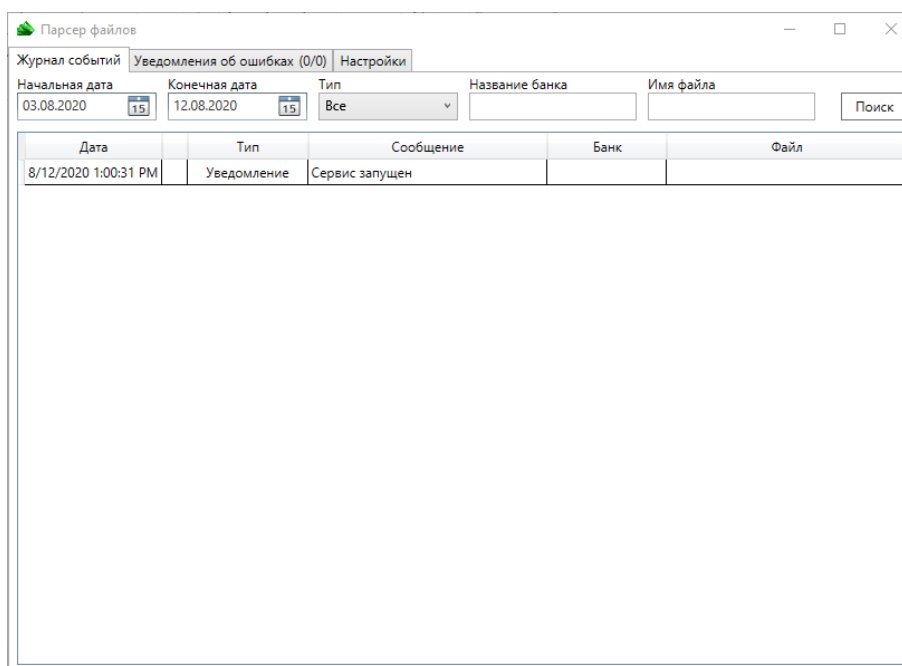 Парсер файлов
Журнал событий Уведомления об ошибках (0/0) Настройки
Начальная дата Конечная дата Тип Название банка Имя файла
03.08.2020 15 12.08.2020 15 Все Поиск
Дата Тип Сообщение Банк Файл
8/12/2020 1:00:31 PM Уведомление Сервис запущен